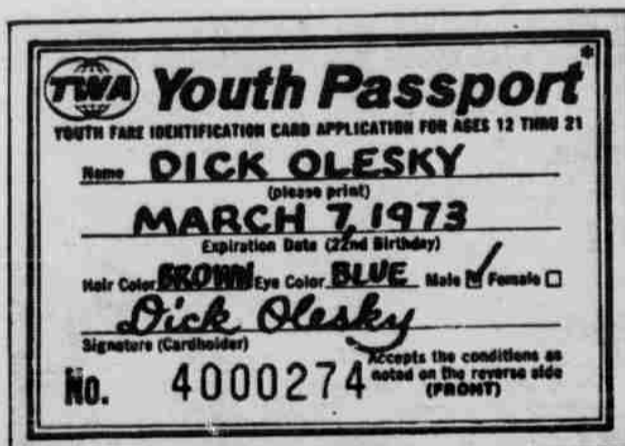 TWA Youth Passport*
YOUTH FARE IDENTIFICATION CARD APPLICATION FOR AGES 12 THRU 21
Name DICK OLESKY
(please print)
MARCH 7, 1973
Expiration Date (22nd Birthday)
Hair Color BROWN Eye Color BLUE Male ☑ Female ☐
Dick Olesky
Signature (Cardholder)
Accepts the conditions as
No. 4000274 noted on the reverse side
(FRONT)